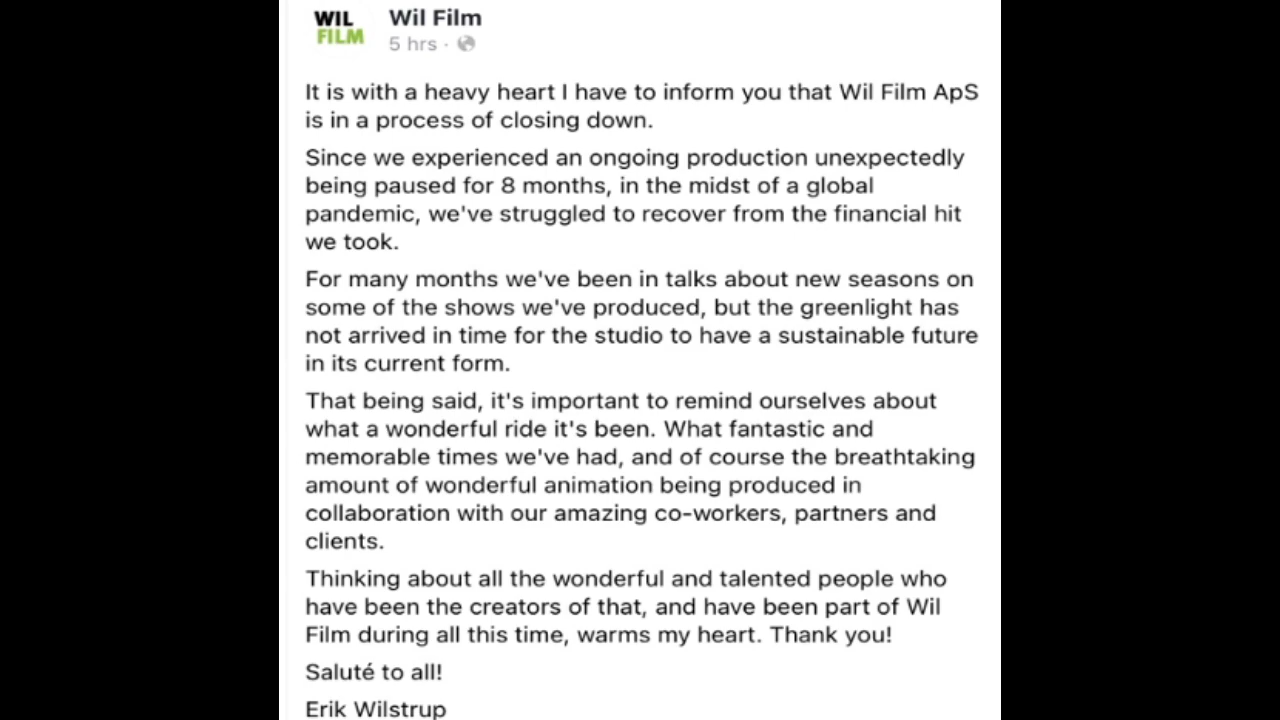 WIL
FILM
Wil Film
5 hrs ·
It is with a heavy heart I have to inform you that Wil Film ApS
is in a process of closing down.
Since we experienced an ongoing production unexpectedly
being paused for 8 months, in the midst of a global
pandemic, we've struggled to recover from the financial hit
we took.
For many months we've been in talks about new seasons on
some of the shows we've produced, but the greenlight has
not arrived in time for the studio to have a sustainable future
in its current form.
That being said, it's important to remind ourselves about
what a wonderful ride it's been. What fantastic and
memorable times we've had, and of course the breathtaking
amount of wonderful animation being produced in
collaboration with our amazing co-workers, partners and
clients.
Thinking about all the wonderful and talented people who
have been the creators of that, and have been part of Wil
Film during all this time, warms my heart. Thank you!
Saluté to all!
Erik Wilstrup